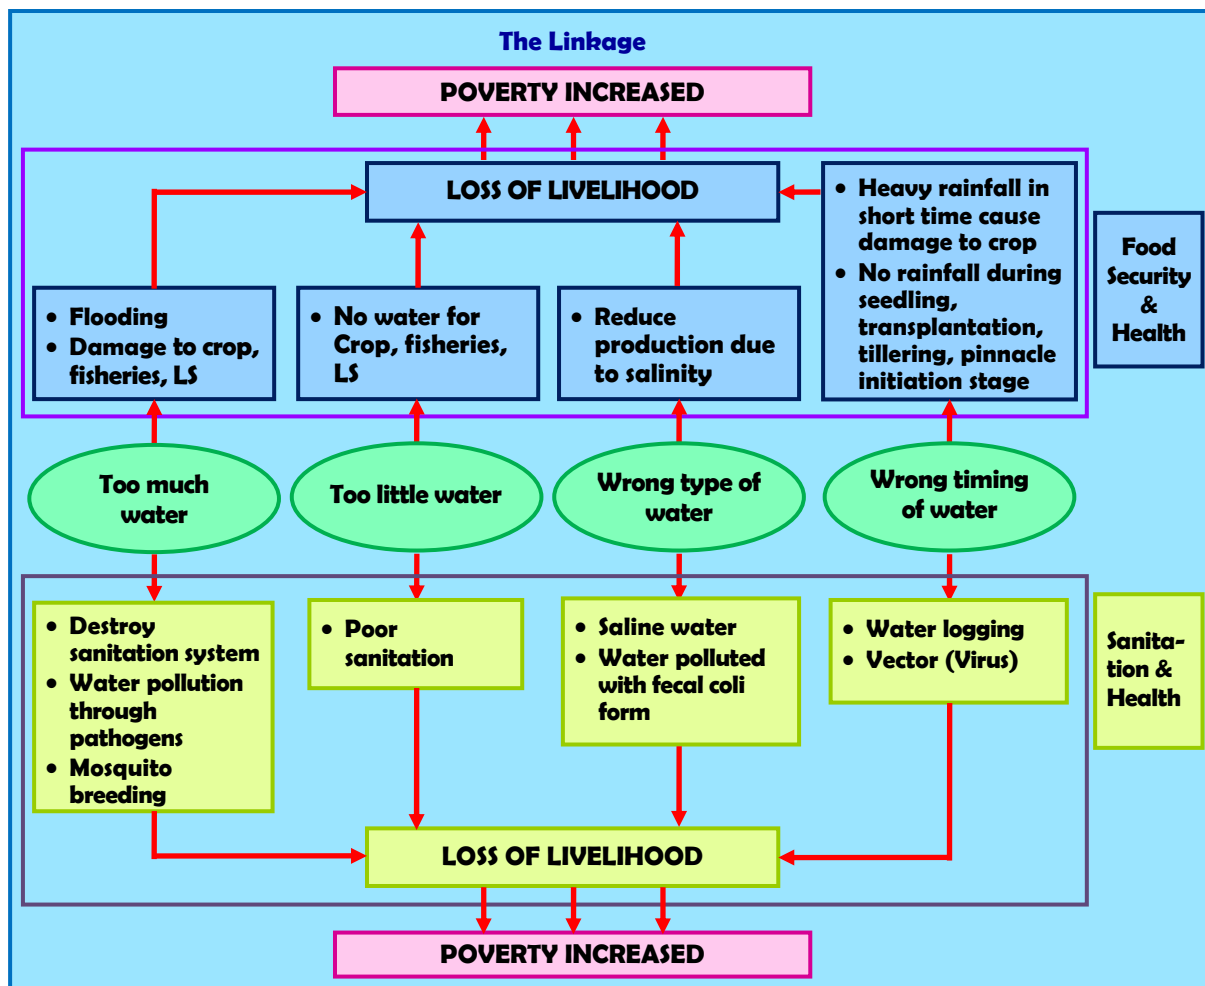 The Linkage
POVERTY INCREASED
LOSS OF LIVELIHOOD
• Flooding
• Damage to crop,
fisheries, LS
• No water for
Crop, fisheries,
LS
• Reduce
production due
to salinity
• Heavy rainfall in
short time cause
damage to crop
• No rainfall during
seedling,
transplantation,
tillering, pinnacle
initiation stage
Food
Security
&
Health
Too much
water
Too little water
Wrong type of
water
Wrong timing
of water
• Destroy
sanitation system
• Water pollution
through
pathogens
• Mosquito
breeding
• Poor
sanitation
• Saline water
• Water polluted
with fecal coli
form
• Water logging
• Vector (Virus)
Sanita-
tion &
Health
LOSS OF LIVELIHOOD
POVERTY INCREASED